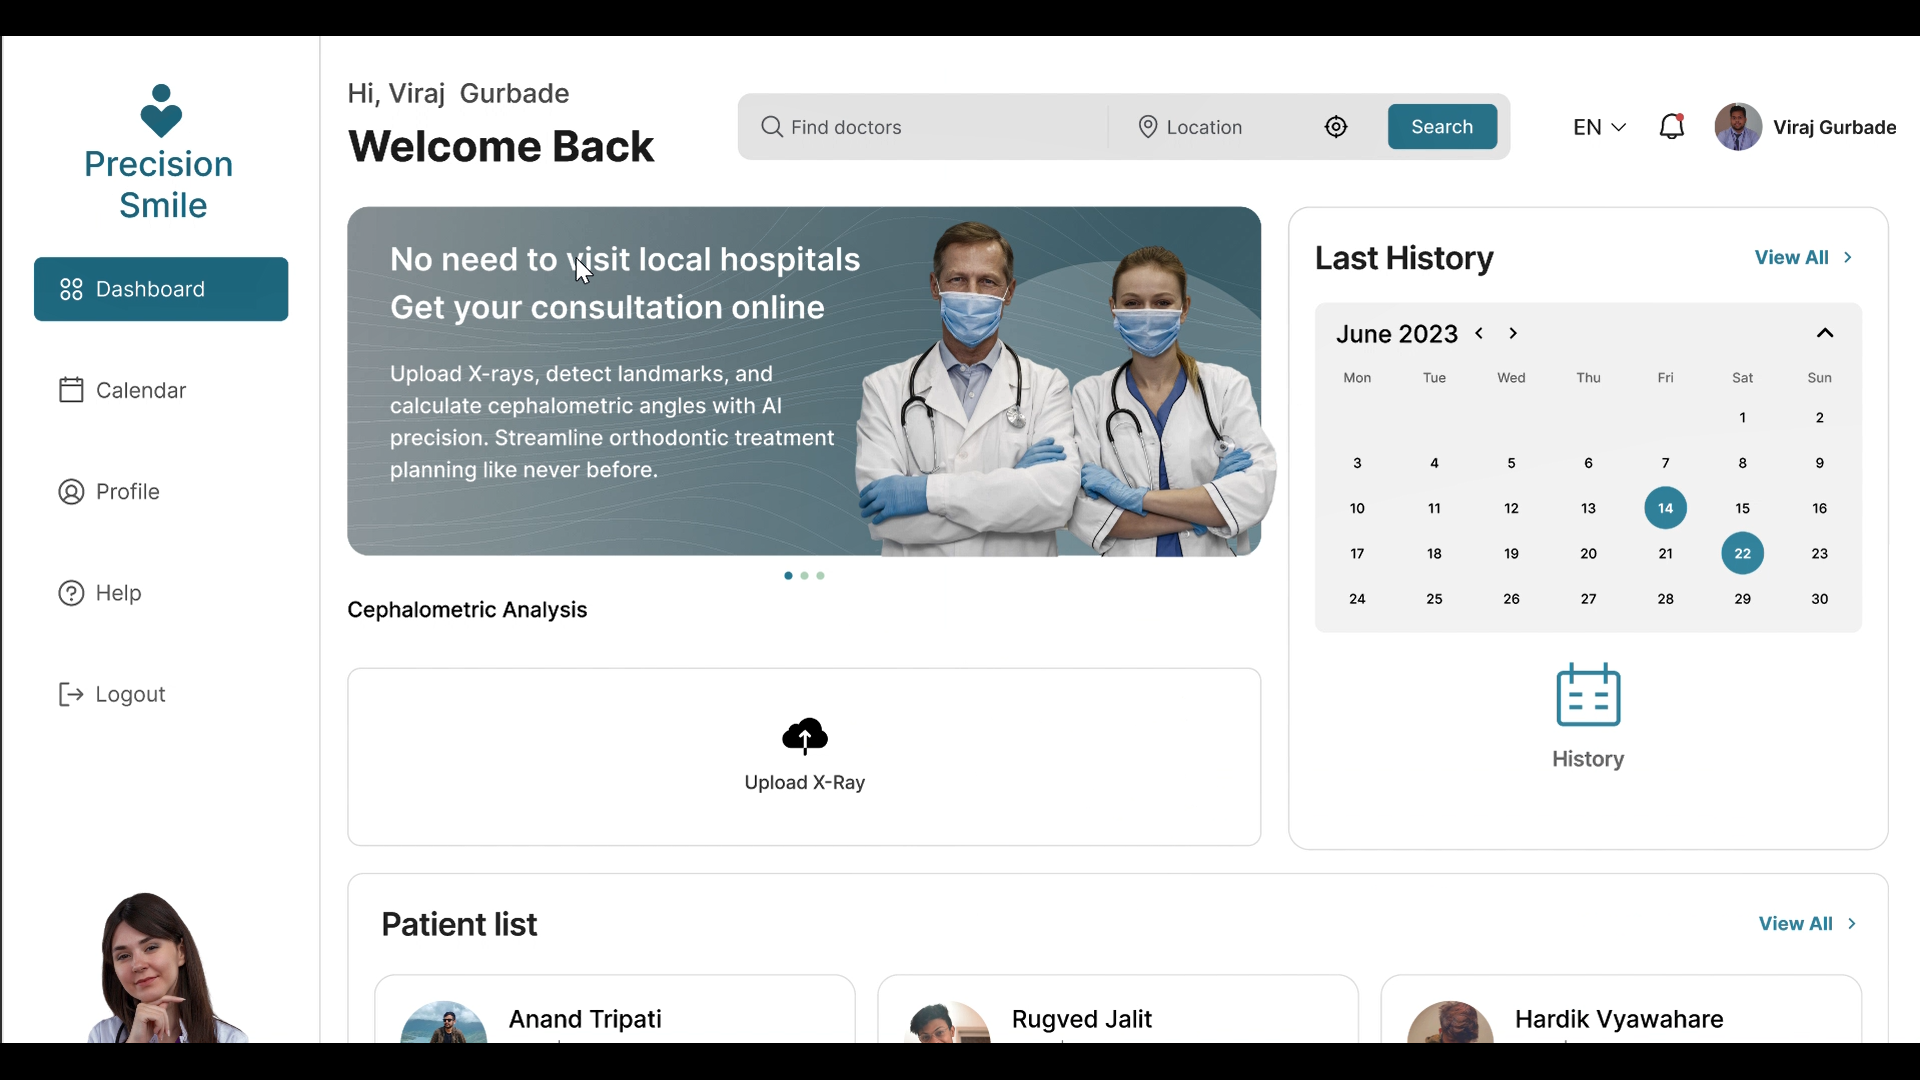 Precision
Smile
Dashboard
Calendar
Profile
Help
Logout
Hi, Viraj Gurbade
Welcome Back
Find doctors
Location
Search
EN
Viraj Gurbade
No need to visit local hospitals
Get your consultation online
Upload X-rays, detect landmarks, and
calculate cephalometric angles with AI
precision. Streamline orthodontic treatment
planning like never before.
Cephalometric Analysis
Upload X-Ray
Last History
View All
June 2023
Mon Tue Wed Thu Fri Sat Sun
1 2
3 4 5 6 7 8 9
10 11 12 13 14 15 16
17 18 19 20 21 22 23
24 25 26 27 28 29 30
History
Patient list
View All
Anand Tripati
Rugved Jalit
Hardik Vyawahare